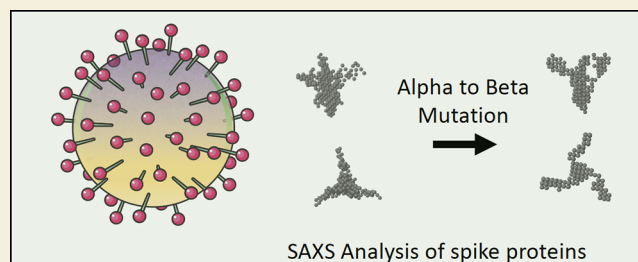 Alpha to Beta
Mutation
SAXS Analysis of spike proteins